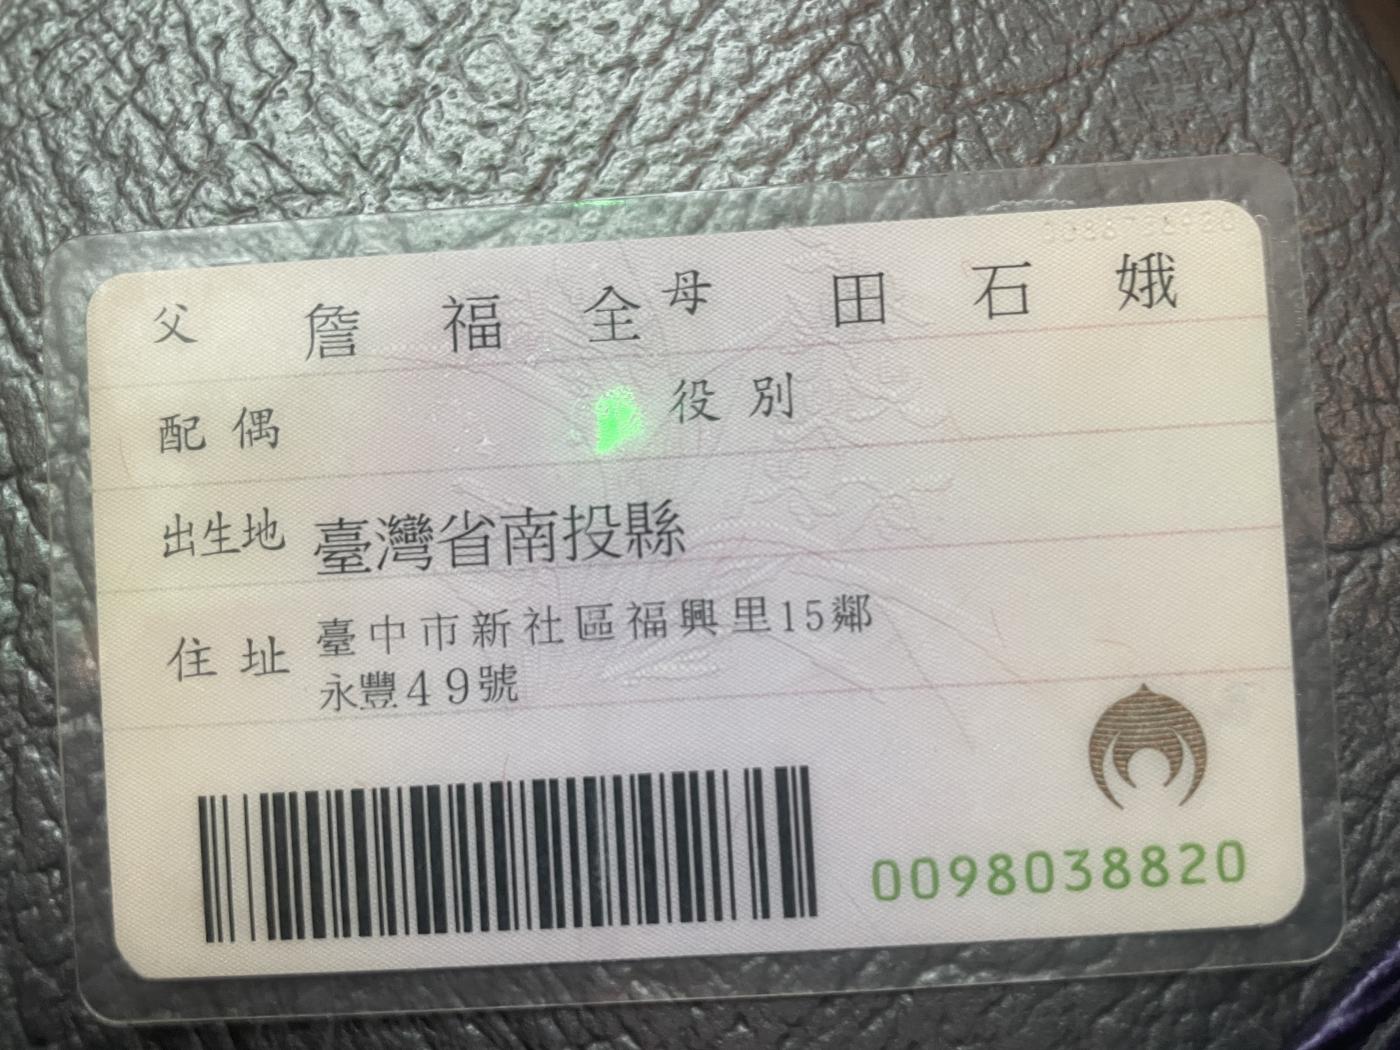 父 詹福全 母 田石娥
配偶 役別
出生地 臺灣省南投縣
住址 臺中市新社區福興里15鄰
永豐49號
0098038820